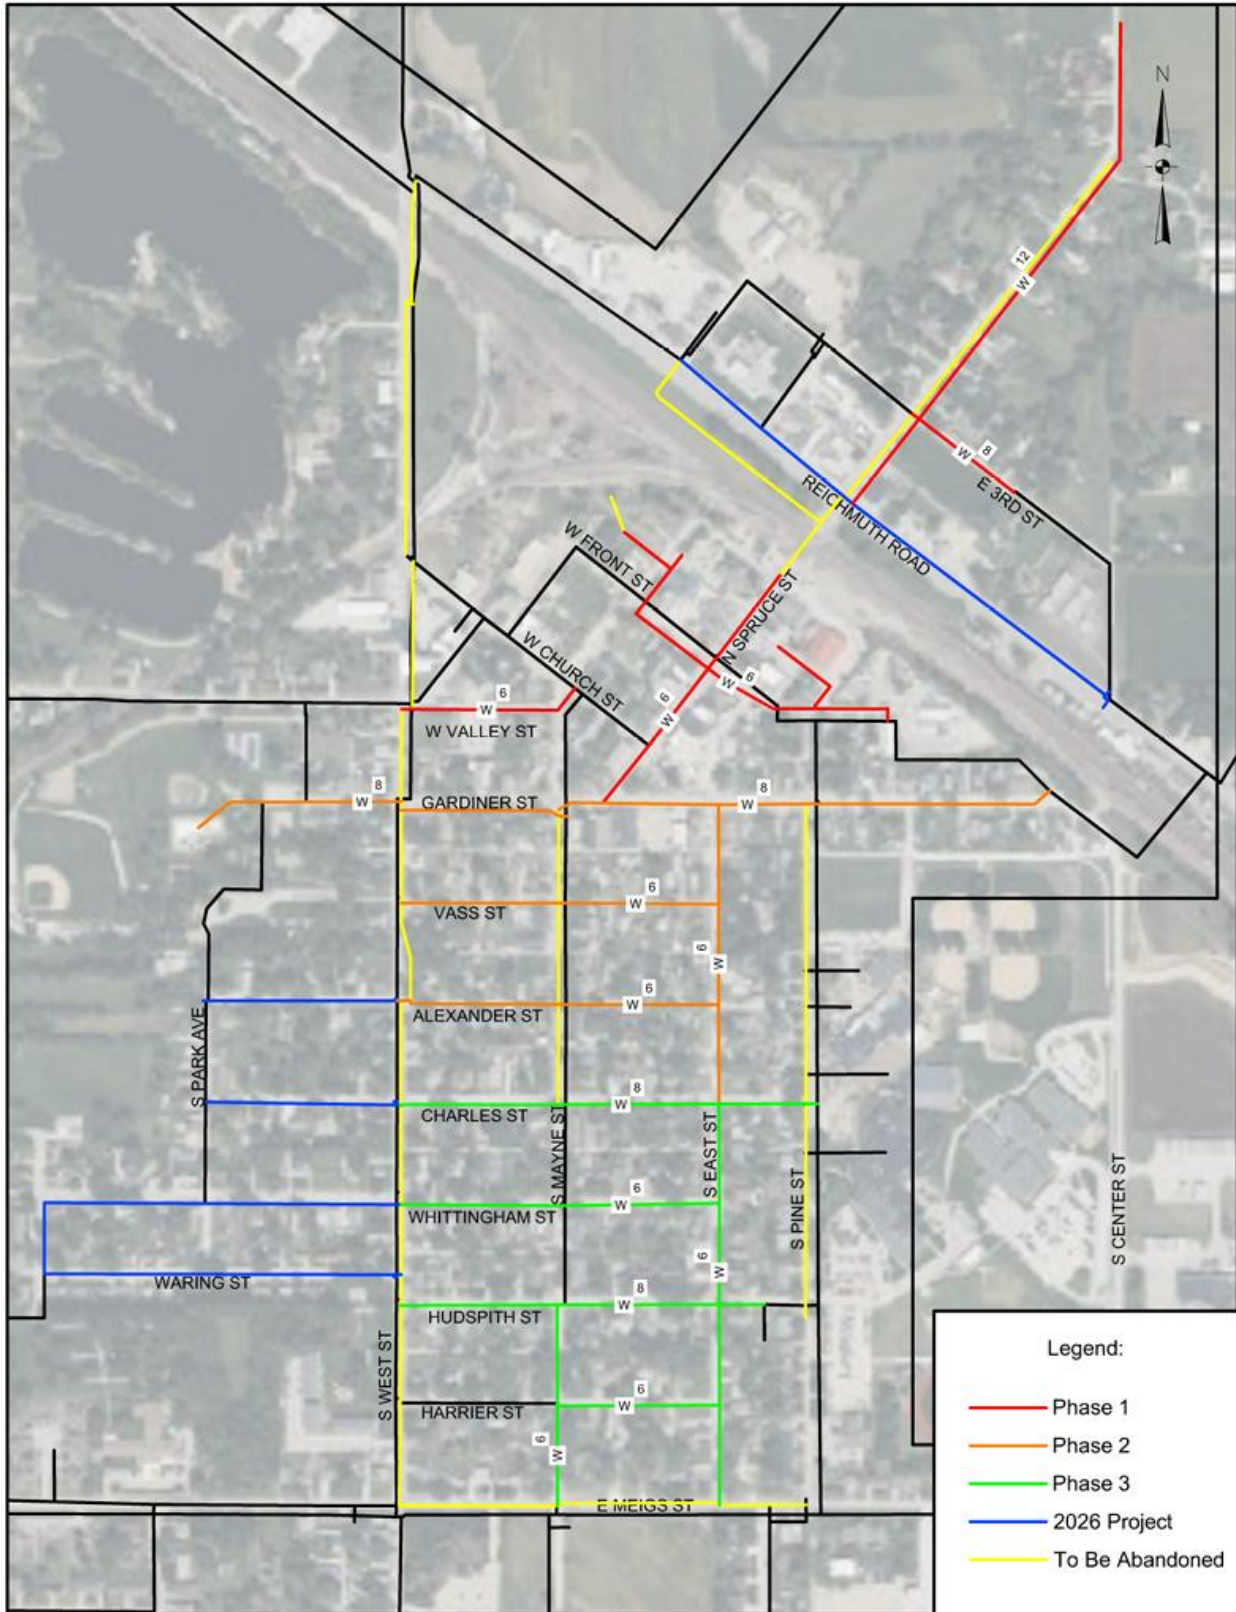 N
12
W
8
W
E 3RD ST
REICHMUTH ROAD
W FRONT ST
N SPRUCE ST
W CHURCH ST
6
W
6
W
6
W
W VALLEY ST
8
W
GARDINER ST
8
W
VASS ST
6
W
6
W
ALEXANDER ST
6
W
S PARK AVE
CHARLES ST
8
W
S MAYNE ST
S EAST ST
S PINE ST
S CENTER ST
WHITTINGHAM ST
6
W
6
W
WARING ST
HUDSPITH ST
8
W
S WEST ST
HARRIER ST
6
W
6
W
E MEIGS ST
Legend:
Phase 1
Phase 2
Phase 3
2026 Project
To Be Abandoned